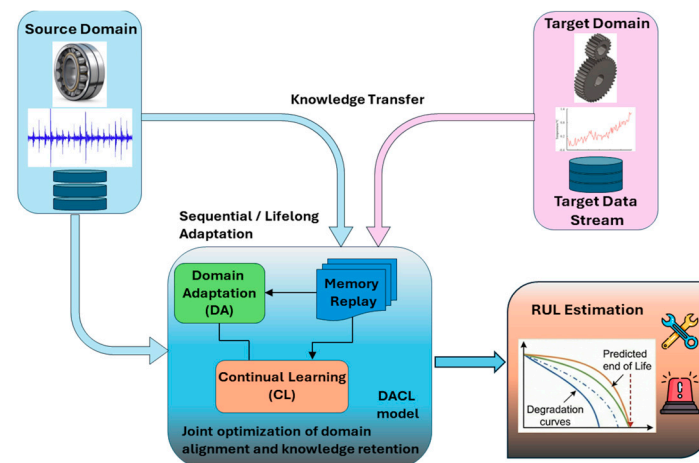 Source Domain
Target Domain
Knowledge Transfer
Target Data
Stream
Sequential / Lifelong
Adaptation
Domain
Adaptation
(DA)
Memory
Replay
Continual Learning
(CL)
DACL
model
Joint optimization of domain
alignment and knowledge retention
RUL Estimation
Predicted
end of Life
Degradation
curves